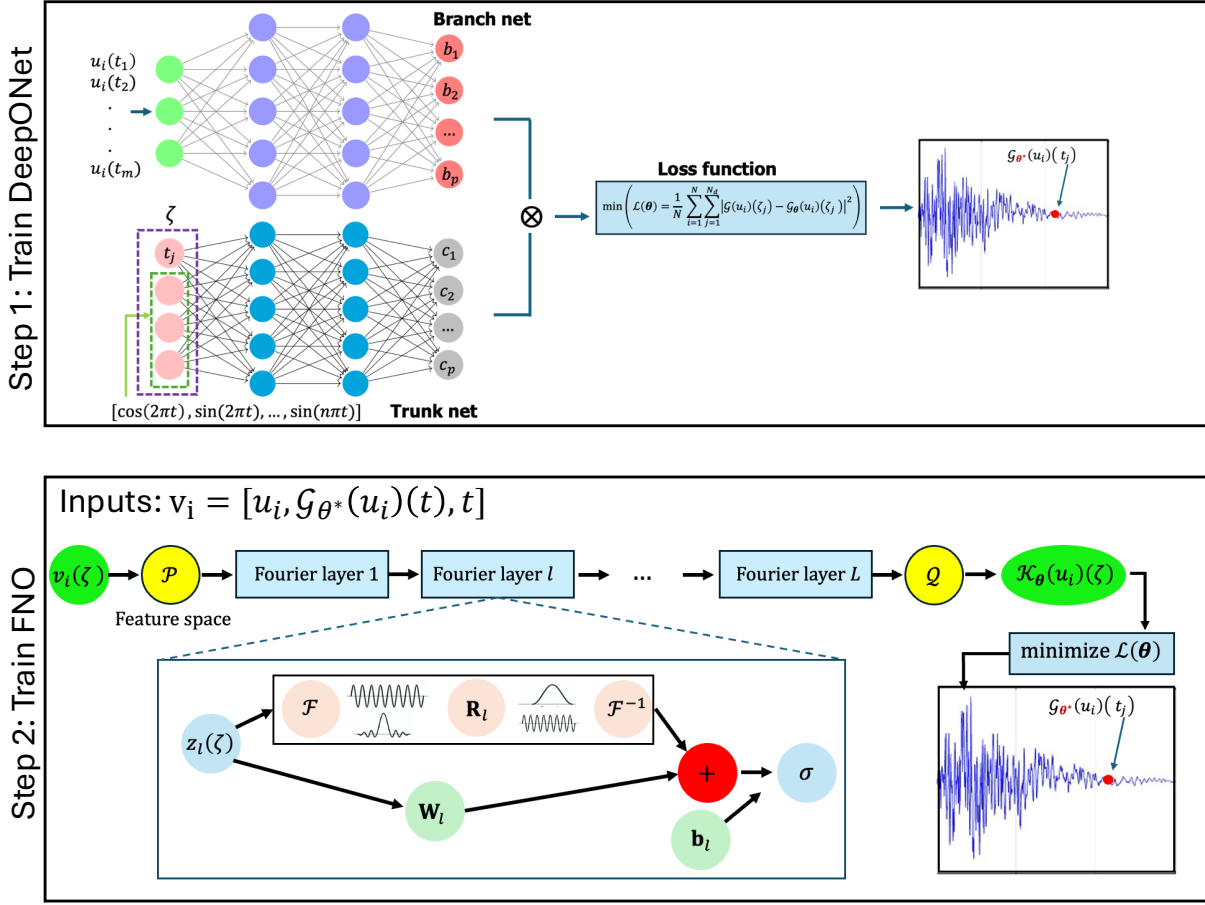 Step 1: Train DeepONet
Branch net
u_i(t_1)
u_i(t_2)
.
.
.
u_i(t_m)
b_1
b_2
...
b_p
ζ
t_j
c_1
c_2
...
c_p
[cos(2πt), sin(2πt), ..., sin(nπt)]
Trunk net
⊗
Loss function
min(ℒ(θ) = 1/N ∑_{i=1}^{N} ∑_{j=1}^{N_d} |𝒢(u_i)(ζ_j) − 𝒢_θ(u_i)(ζ_j)|^2)
𝒢_θ*(u_i)(t_j)
Step 2: Train FNO
Inputs: v_i = [u_i, 𝒢_θ*(u_i)(t), t]
v_i(ζ)
𝒫
Fourier layer 1
Fourier layer l
...
Fourier layer L
𝒬
𝒦_θ(u_i)(ζ)
Feature space
minimize ℒ(θ)
z_l(ζ)
ℱ
R_l
ℱ^{-1}
W_l
+
b_l
σ
𝒢_θ*(u_i)(t_j)